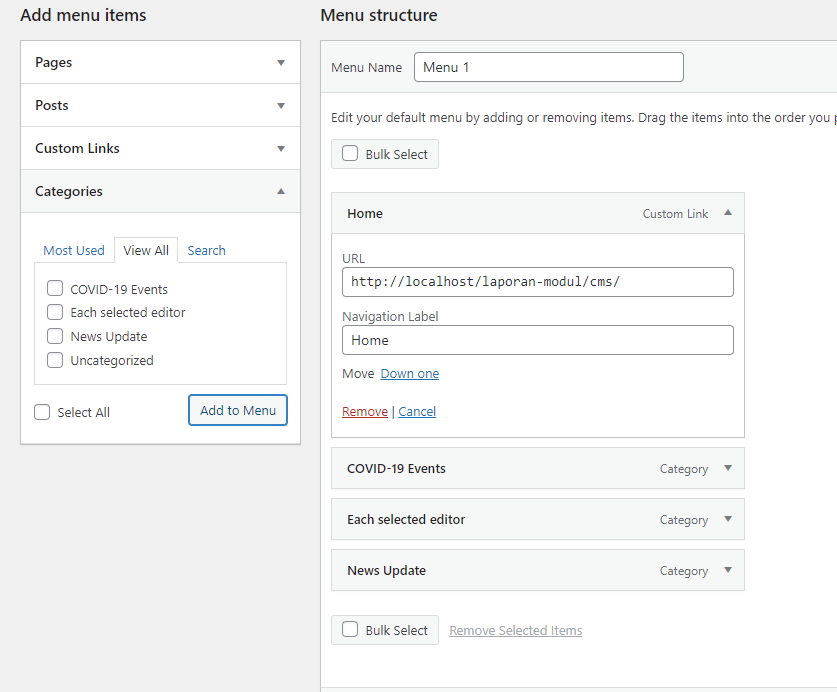 Add menu items
Pages
Posts
Custom Links
Categories
Most Used View All Search
COVID-19 Events
Each selected editor
News Update
Uncategorized
Select All Add to Menu
Menu structure
Menu Name Menu 1
Edit your default menu by adding or removing items. Drag the items into the order you
Bulk Select
Home Custom Link
URL
http://localhost/laporan-modul/cms/
Navigation Label
Home
Move Down one
Remove | Cancel
COVID-19 Events Category
Each selected editor Category
News Update Category
Bulk Select Remove Selected Items